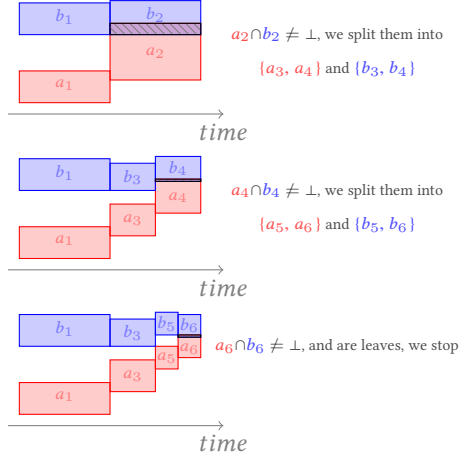 b₁ b₂
a₂∩b₂ ≠ ⊥, we split them into
a₂
{a₃, a₄} and {b₃, b₄}
a₁
time
b₁ b₃ b₄
a₄∩b₄ ≠ ⊥, we split them into
a₄
a₃
{a₅, a₆} and {b₅, b₆}
a₁
time
b₁ b₃ b₅ b₆
a₆∩b₆ ≠ ⊥, and are leaves, we stop
a₆
a₅
a₃
a₁
time